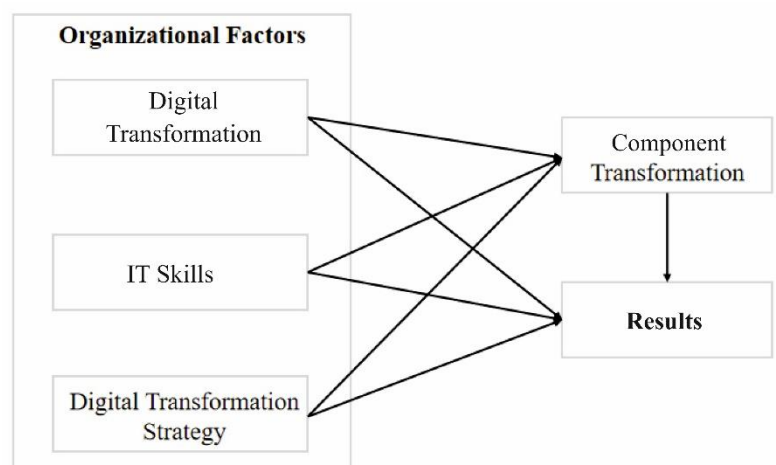 Organizational Factors
Digital
Transformation
IT Skills
Digital Transformation
Strategy
Component
Transformation
Results